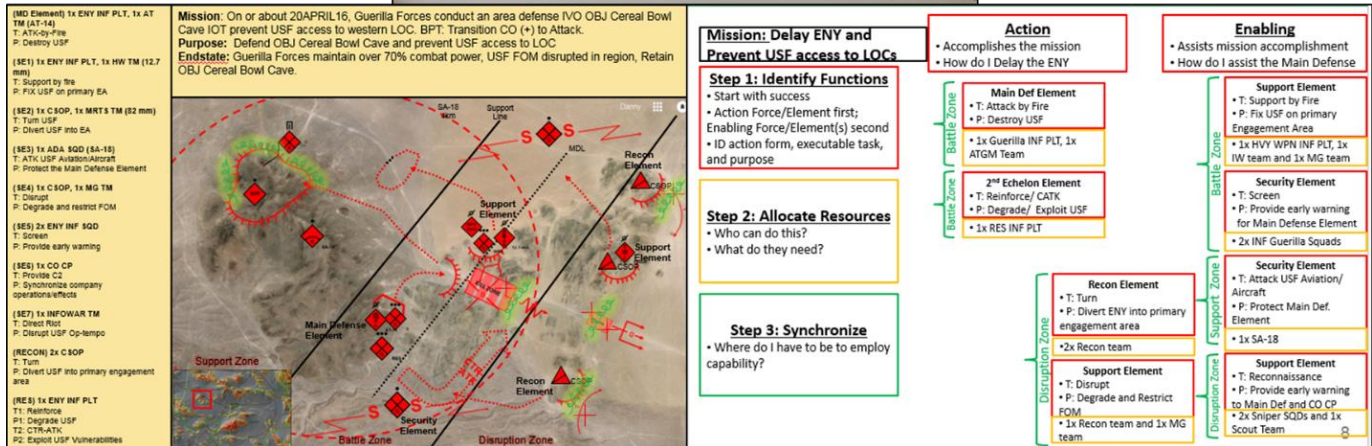 (MD Element) 1x ENY INF PLT, 1x AT
TM (AT-14)
T: ATK-by-Fire
P: Destroy USF
(SE1) 1x ENY INF PLT, 1x HW TM (12.7
mm)
T: Support by fire
P: FIX USF on primary EA
(SE2) 1x CSOP, 1x MRTS TM (82 mm)
T: Turn USF
P: Divert USF into EA
(SE3) 1x ADA SQD (SA-18)
T: ATK USF Aviation/Aircraft
P: Protect the Main Defense Element
(SE4) 1x CSOP, 1x MG TM
T: Disrupt
P: Degrade and restrict FOM
(SE5) 2x ENY INF SQD
T: Screen
P: Provide early warning
(SE6) 1x CO CP
T: Provide C2
P: Synchronize company
operations/effects
(SE7) 1x INFOWAR TM
T: Direct Riot
P: Disrupt USF Op-tempo
(RECON) 2x CSOP
T: Turn
P: Divert USF into primary engagement
area
(RES) 1x ENY INF PLT
T1: Reinforce
P1: Degrade USF
T2: CTR-ATK
P2: Exploit USF Vulnerabilities
Mission: On or about 20APRIL16, Guerilla Forces conduct an area defense IVO OBJ Cereal Bowl
Cave IOT prevent USF access to western LOC. BPT: Transition CO (+) to Attack.
Purpose: Defend OBJ Cereal Bowl Cave and prevent USF access to LOC
Endstate: Guerilla Forces maintain over 70% combat power, USF FOM disrupted in region, Retain
OBJ Cereal Bowl Cave.
SA-18
Support
Line
Danny
S
S
MDL
Recon
Element
CSOP
Support
Element
Support
Element
CSOP
Main Defense
Element
Support Zone
CTR-
ATK
Recon
Element
CSOP
S
S
Security
Element
Battle Zone
Disruption Zone
Mission: Delay ENY and
Prevent USF access to LOCs
Step 1: Identify Functions
• Start with success
• Action Force/Element first;
Enabling Force/Element(s) second
• ID action form, executable task,
and purpose
Step 2: Allocate Resources
• Who can do this?
• What do they need?
Step 3: Synchronize
• Where do I have to be to employ
capability?
Action
• Accomplishes the mission
• How do I Delay the ENY
Battle Zone
Main Def Element
• T: Attack by Fire
• P: Destroy USF
• 1x Guerilla INF PLT, 1x
ATGM Team
Battle Zone
2nd Echelon Element
• T: Reinforce/ CATK
• P: Degrade/ Exploit USF
• 1x RES INF PLT
Disruption Zone
Recon Element
• T: Turn
• P: Divert ENY into primary
engagement area
•2x Recon team
Support Element
• T: Disrupt
• P: Degrade and Restrict
FOM
• 1x Recon team and 1x MG
team
Enabling
• Assists mission accomplishment
• How do I assist the Main Defense
Battle Zone
Support Element
• T: Support by Fire
• P: Fix USF on primary
Engagement Area
• 1x HVY WPN INF PLT, 1x
IW team and 1x MG team
Security Element
• T: Screen
• P: Provide early warning
for Main Defense Element
• 2x INF Guerilla Squads
Support Zone
Security Element
• T: Attack USF Aviation/
Aircraft
• P: Protect Main Def.
Element
• 1x SA-18
Disruption Zone
Support Element
• T: Reconnaissance
• P: Provide early warning
to Main Def and CO CP
• 2x Sniper SQDs and 1x
Scout Team
8